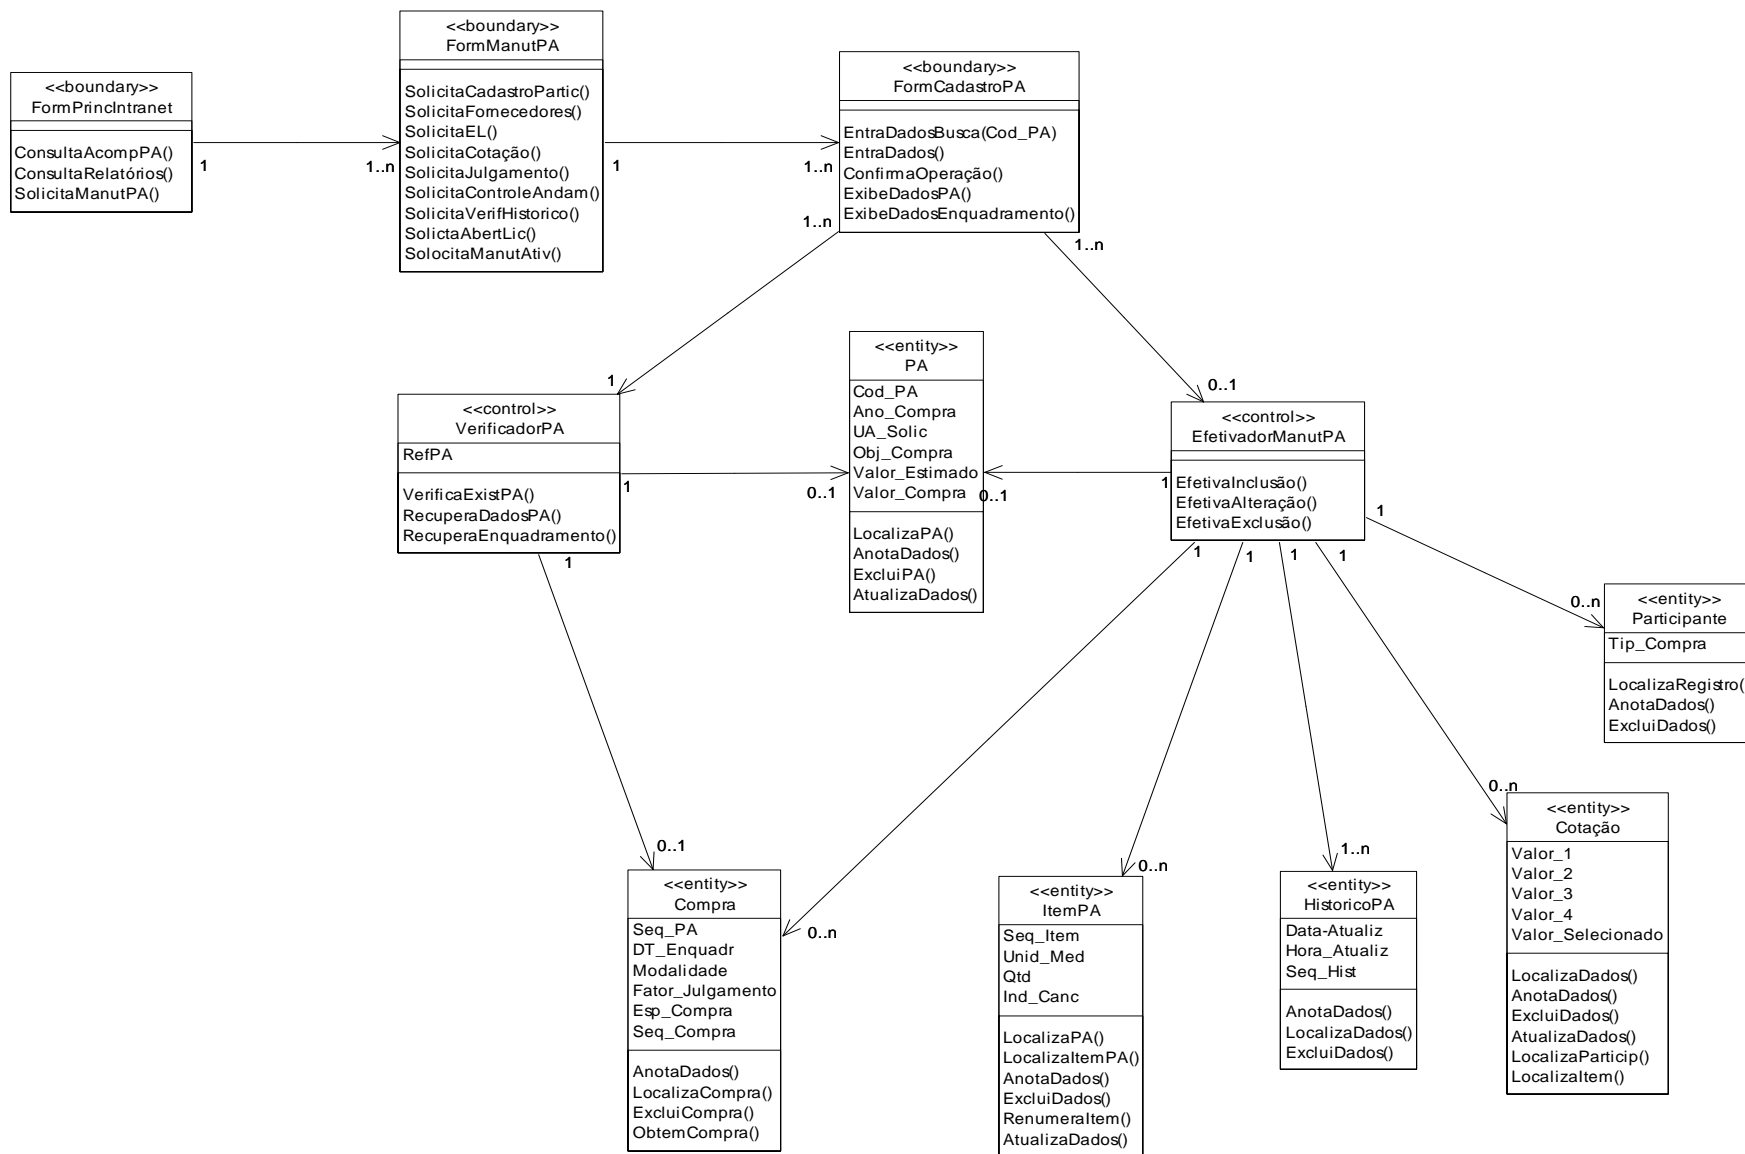 <<boundary>>
FormPrincIntranet
ConsultaAcompPA()
ConsultaRelatórios()
SolicitaManutPA()
1
1..n
<<boundary>>
FormManutPA
SolicitaCadastroPartic()
SolicitaFornecedores()
SolicitaEL()
SolicitaCotação()
SolicitaJulgamento()
SolicitaControleAndam()
SolicitaVerifHistorico()
SolictaAbertLic()
SolocitaManutAtiv()
1
1..n
<<boundary>>
FormCadastroPA
EntraDadosBusca(Cod_PA)
EntraDados()
ConfirmaOperação()
ExibeDadosPA()
ExibeDadosEnquadramento()
1..n
1..n
1
0..1
<<control>>
VerificadorPA
RefPA
VerificaExistPA()
RecuperaDadosPA()
RecuperaEnquadramento()
1
0..1
1
<<entity>>
PA
Cod_PA
Ano_Compra
UA_Solic
Obj_Compra
Valor_Estimado
Valor_Compra
LocalizaPA()
AnotaDados()
ExcluiPA()
AtualizaDados()
0..1
1
<<control>>
EfetivadorManutPA
EfetivaInclusão()
EfetivaAlteração()
EfetivaExclusão()
1
1
1
1
1
0..n
<<entity>>
Participante
Tip_Compra
LocalizaRegistro(
AnotaDados()
ExcluiDados()
0..1
0..n
<<entity>>
Compra
Seq_PA
DT_Enquadr
Modalidade
Fator_Julgamento
Esp_Compra
Seq_Compra
AnotaDados()
LocalizaCompra()
ExcluiCompra()
ObtemCompra()
0..n
<<entity>>
ItemPA
Seq_Item
Unid_Med
Qtd
Ind_Canc
LocalizaPA()
LocalizaItemPA()
AnotaDados()
ExcluiDados()
RenumeraItem()
AtualizaDados()
1..n
<<entity>>
HistoricoPA
Data-Atualiz
Hora_Atualiz
Seq_Hist
AnotaDados()
LocalizaDados()
ExcluiDados()
0..n
<<entity>>
Cotação
Valor_1
Valor_2
Valor_3
Valor_4
Valor_Selecionado
LocalizaDados()
AnotaDados()
ExcluiDados()
AtualizaDados()
LocalizaParticip()
LocalizaItem()